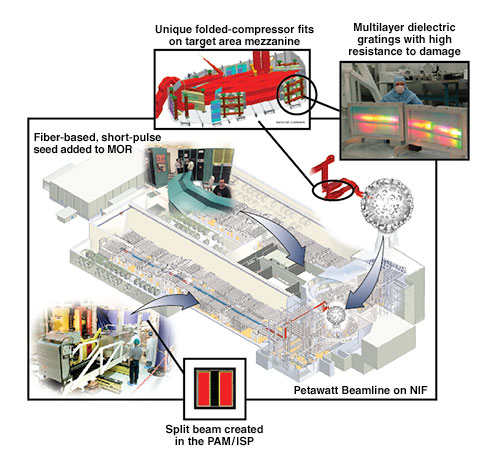 Unique folded-compressor fits
on target area mezzanine
Multilayer dielectric
gratings with high
resistance to damage
Fiber-based, short-pulse
seed added to MOR
Petawatt Beamline on NIF
Split beam created
in the PAM/ISP